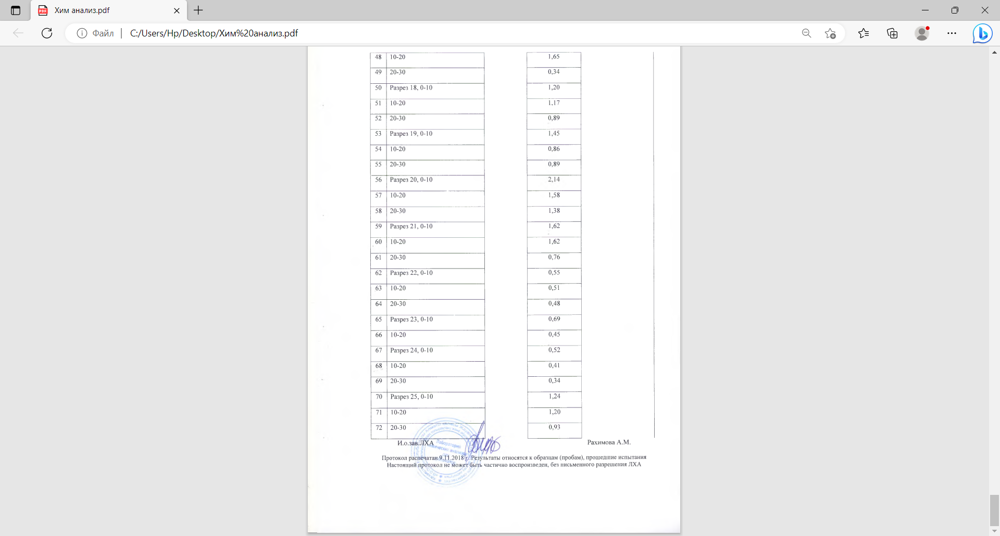 Хим анализ.pdf
Файл C:/Users/Hp/Desktop/Хим%20анализ.pdf
48 10-20 1,65
49 20-30 0,34
50 Разрез 18, 0-10 1,20
51 10-20 1,17
52 20-30 0,89
53 Разрез 19, 0-10 1,45
54 10-20 0,86
55 20-30 0,89
56 Разрез 20, 0-10 2,14
57 10-20 1,58
58 20-30 1,38
59 Разрез 21, 0-10 1,62
60 10-20 1,62
61 20-30 0,76
62 Разрез 22, 0-10 0,55
63 10-20 0,51
64 20-30 0,48
65 Разрез 23, 0-10 0,69
66 10-20 0,45
67 Разрез 24, 0-10 0,52
68 10-20 0,41
69 20-30 0,34
70 Разрез 25, 0-10 1,24
71 10-20 1,20
72 20-30 0,93
И.о.зав.ЛХА Рахимова А.М.
Лаборатория
Протокол распечатан 9.11.2018 г. Результаты относятся к образцам (пробам), прошедшие испытания
Настоящий протокол не может быть частично воспроизведен, без письменного разрешения ЛХА